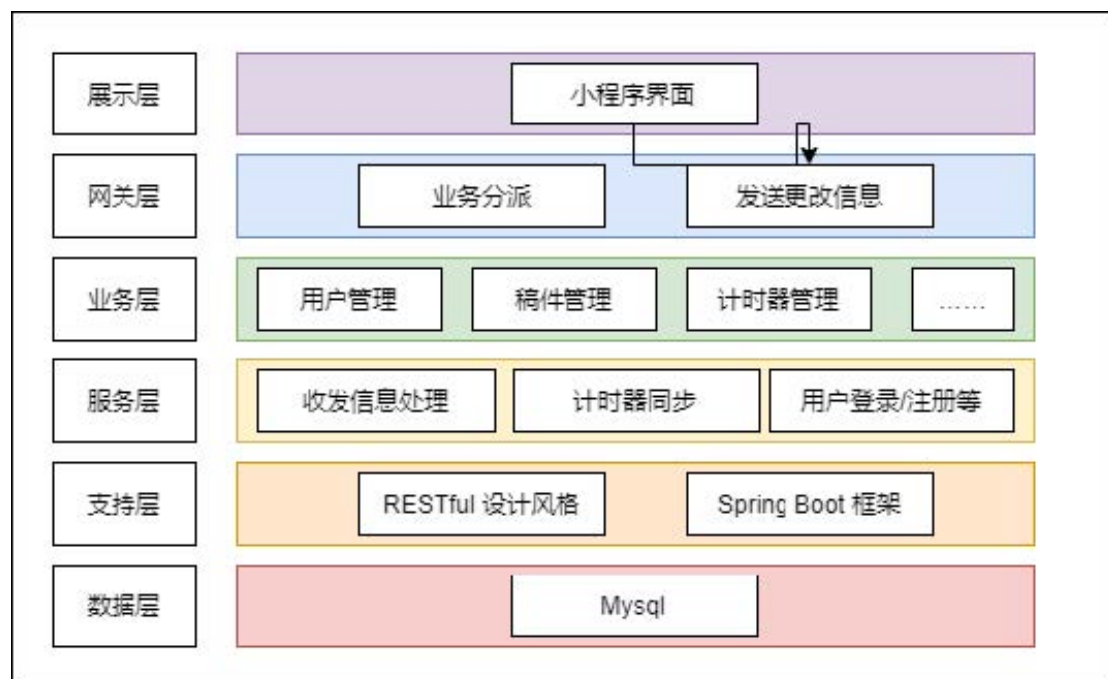 展示层
小程序界面
网关层
业务分派
发送更改信息
业务层
用户管理
稿件管理
计时器管理
……
服务层
收发信息处理
计时器同步
用户登录/注册等
支持层
RESTful 设计风格
Spring Boot 框架
数据层
Mysql